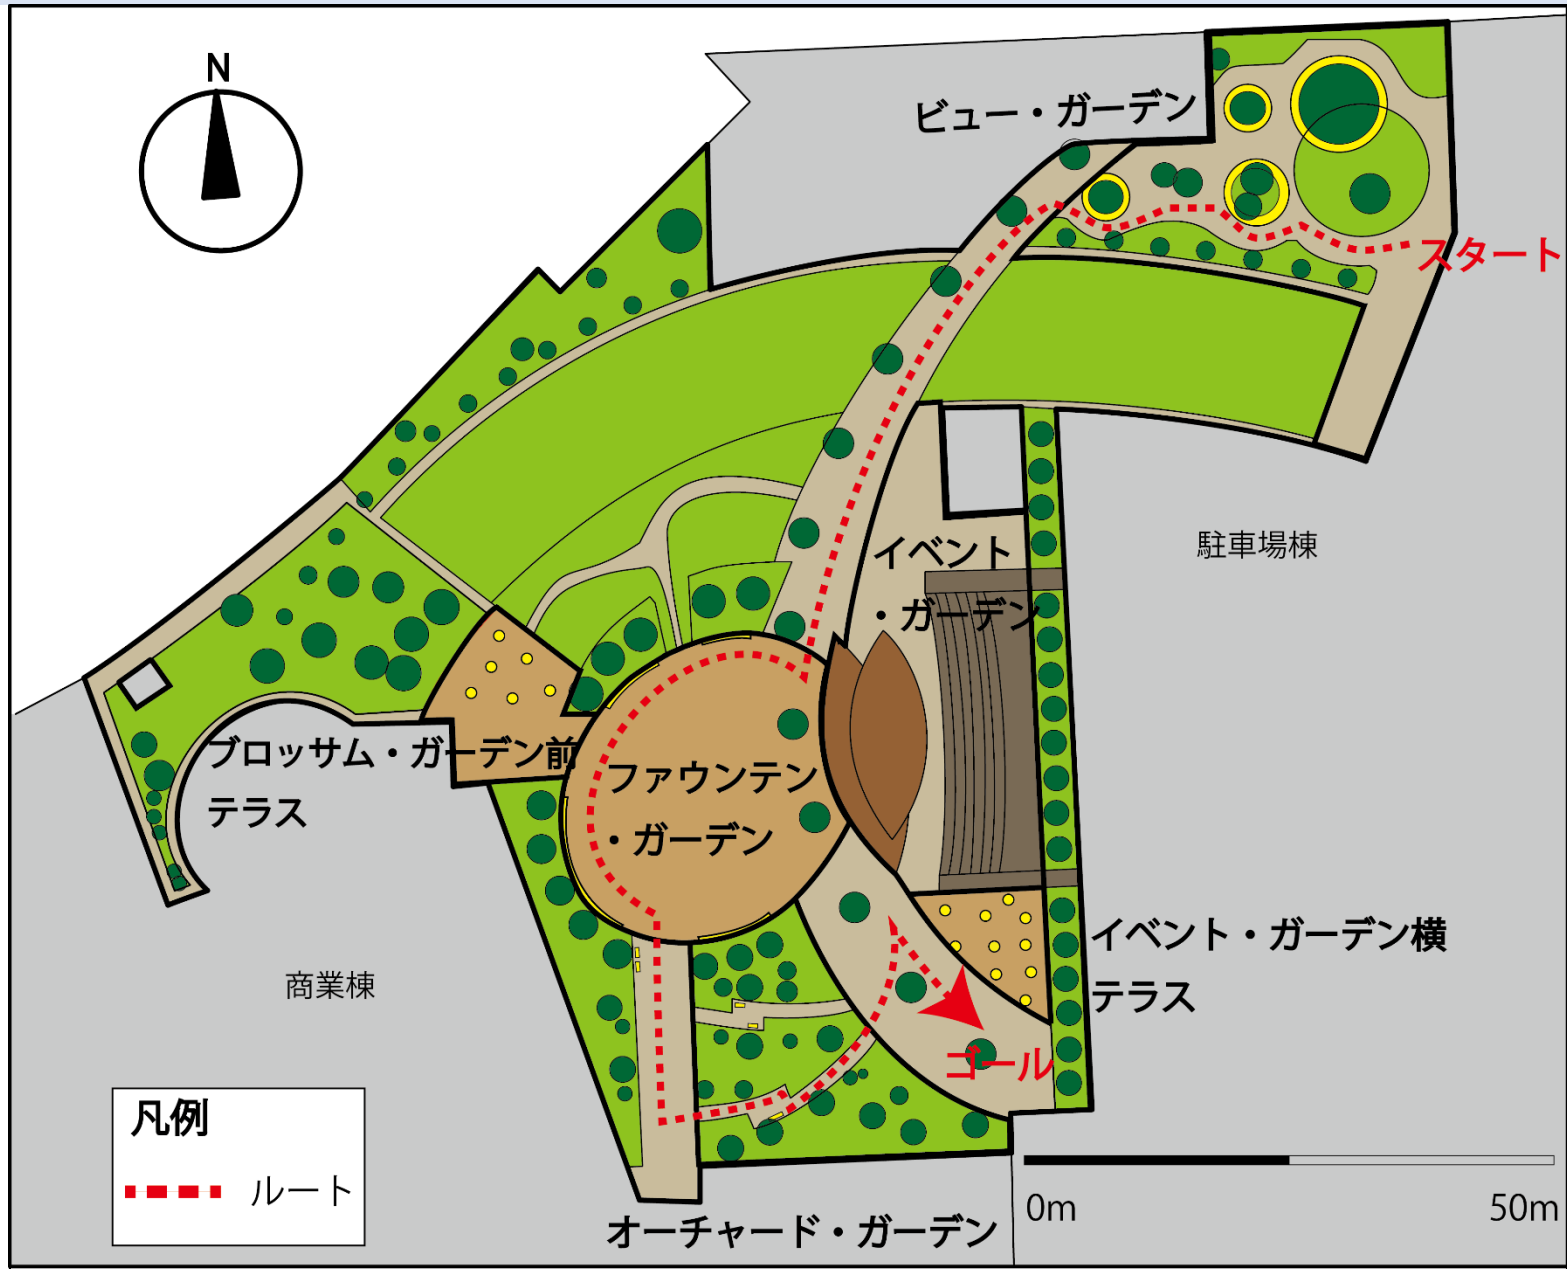 N
ビュー・ガーデン
スタート
駐車場棟
イベント
・ガーデン
ブロッサム・ガーデン前
テラス
ファウンテン
・ガーデン
イベント・ガーデン横
テラス
商業棟
ゴール
凡例
ルート
オーチャード・ガーデン
0m
50m